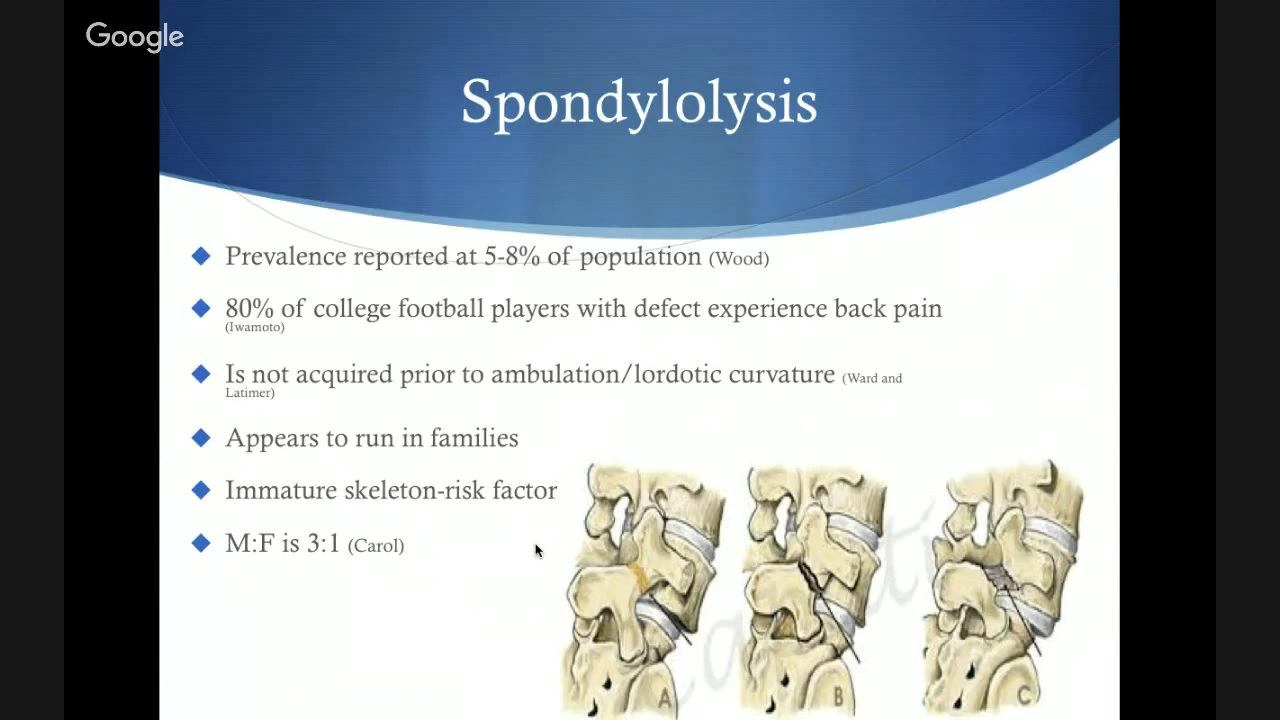 Google
Spondylolysis
Prevalence reported at 5-8% of population (Wood)
80% of college football players with defect experience back pain
(Iwamoto)
Is not acquired prior to ambulation/lordotic curvature (Ward and
Latimer)
Appears to run in families
Immature skeleton-risk factor
M:F is 3:1 (Carol)
A
B
C